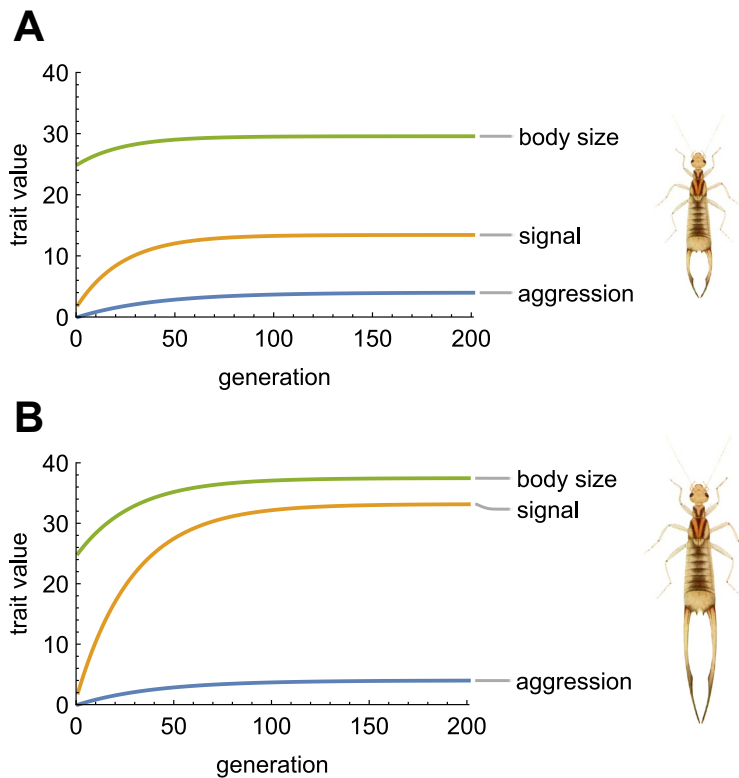 A
40
30
20
10
0
trait value
body size
signal
aggression
0 50 100 150 200
generation
B
40
30
20
10
0
trait value
body size
signal
aggression
0 50 100 150 200
generation